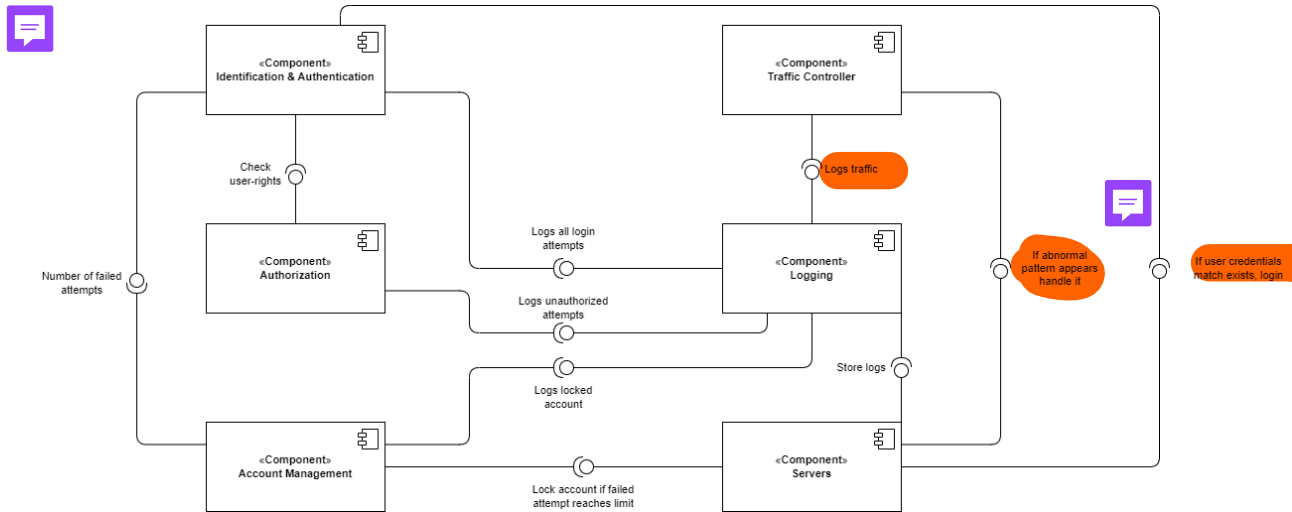 «Component»
Identification & Authentication
«Component»
Traffic Controller
Check
user-rights
Logs traffic
Logs all login
attempts
«Component»
Authorization
«Component»
Logging
If abnormal
pattern appears
handle it
If user credentials
match exists, login
Number of failed
attempts
Logs unauthorized
attempts
Store logs
Logs locked
account
«Component»
Account Management
«Component»
Servers
Lock account if failed
attempt reaches limit